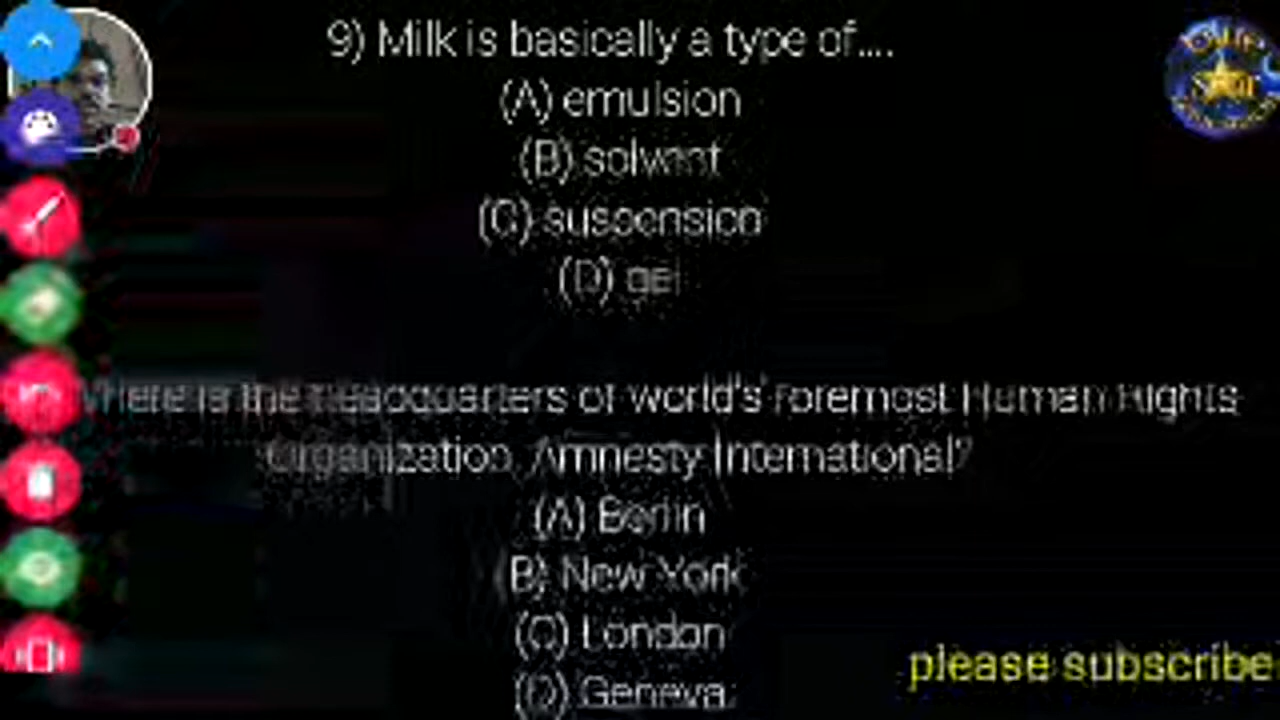 9) Milk is basically a type of....
(A) emulsion
(B) solvent
(C) suspension
(D) gel
Where is the headquarters of world's foremost Human Rights
Organization, Amnesty International?
(A) Berlin
B) New York
(C) London
(D) Geneva
please subscribe